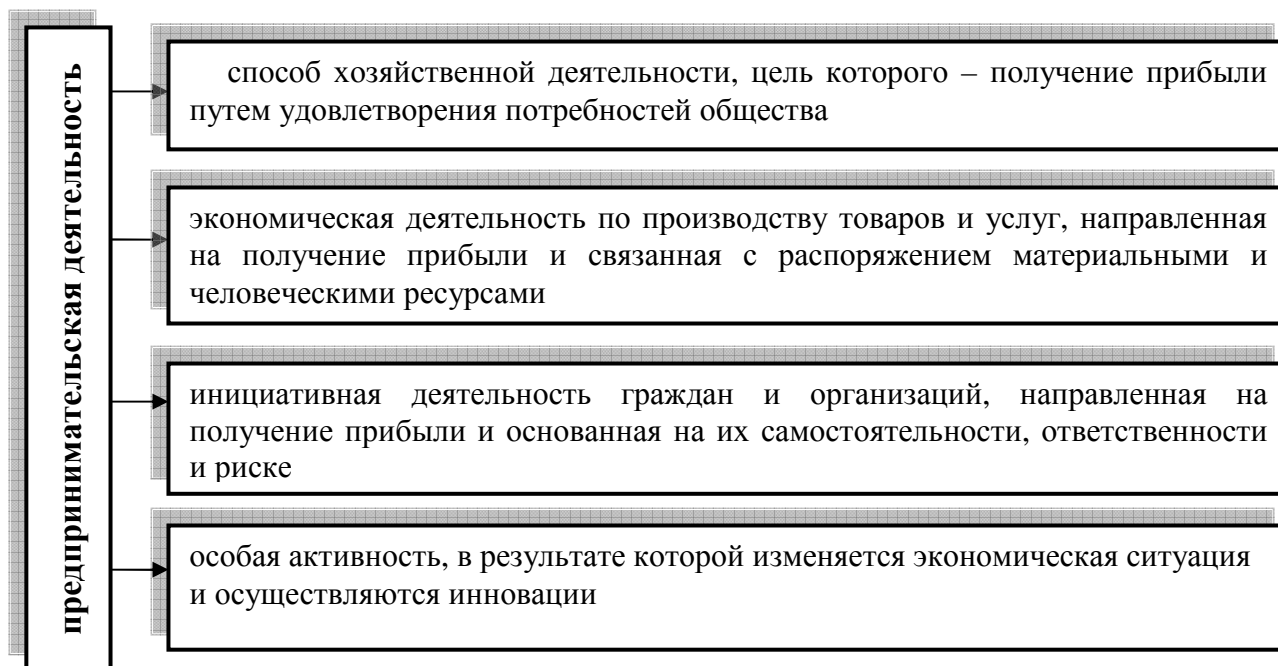 предпринимательская деятельность
способ хозяйственной деятельности, цель которого – получение прибыли
путем удовлетворения потребностей общества
экономическая деятельность по производству товаров и услуг, направленная
на получение прибыли и связанная с распоряжением материальными и
человеческими ресурсами
инициативная деятельность граждан и организаций, направленная на
получение прибыли и основанная на их самостоятельности, ответственности
и риске
особая активность, в результате которой изменяется экономическая ситуация
и осуществляются инновации